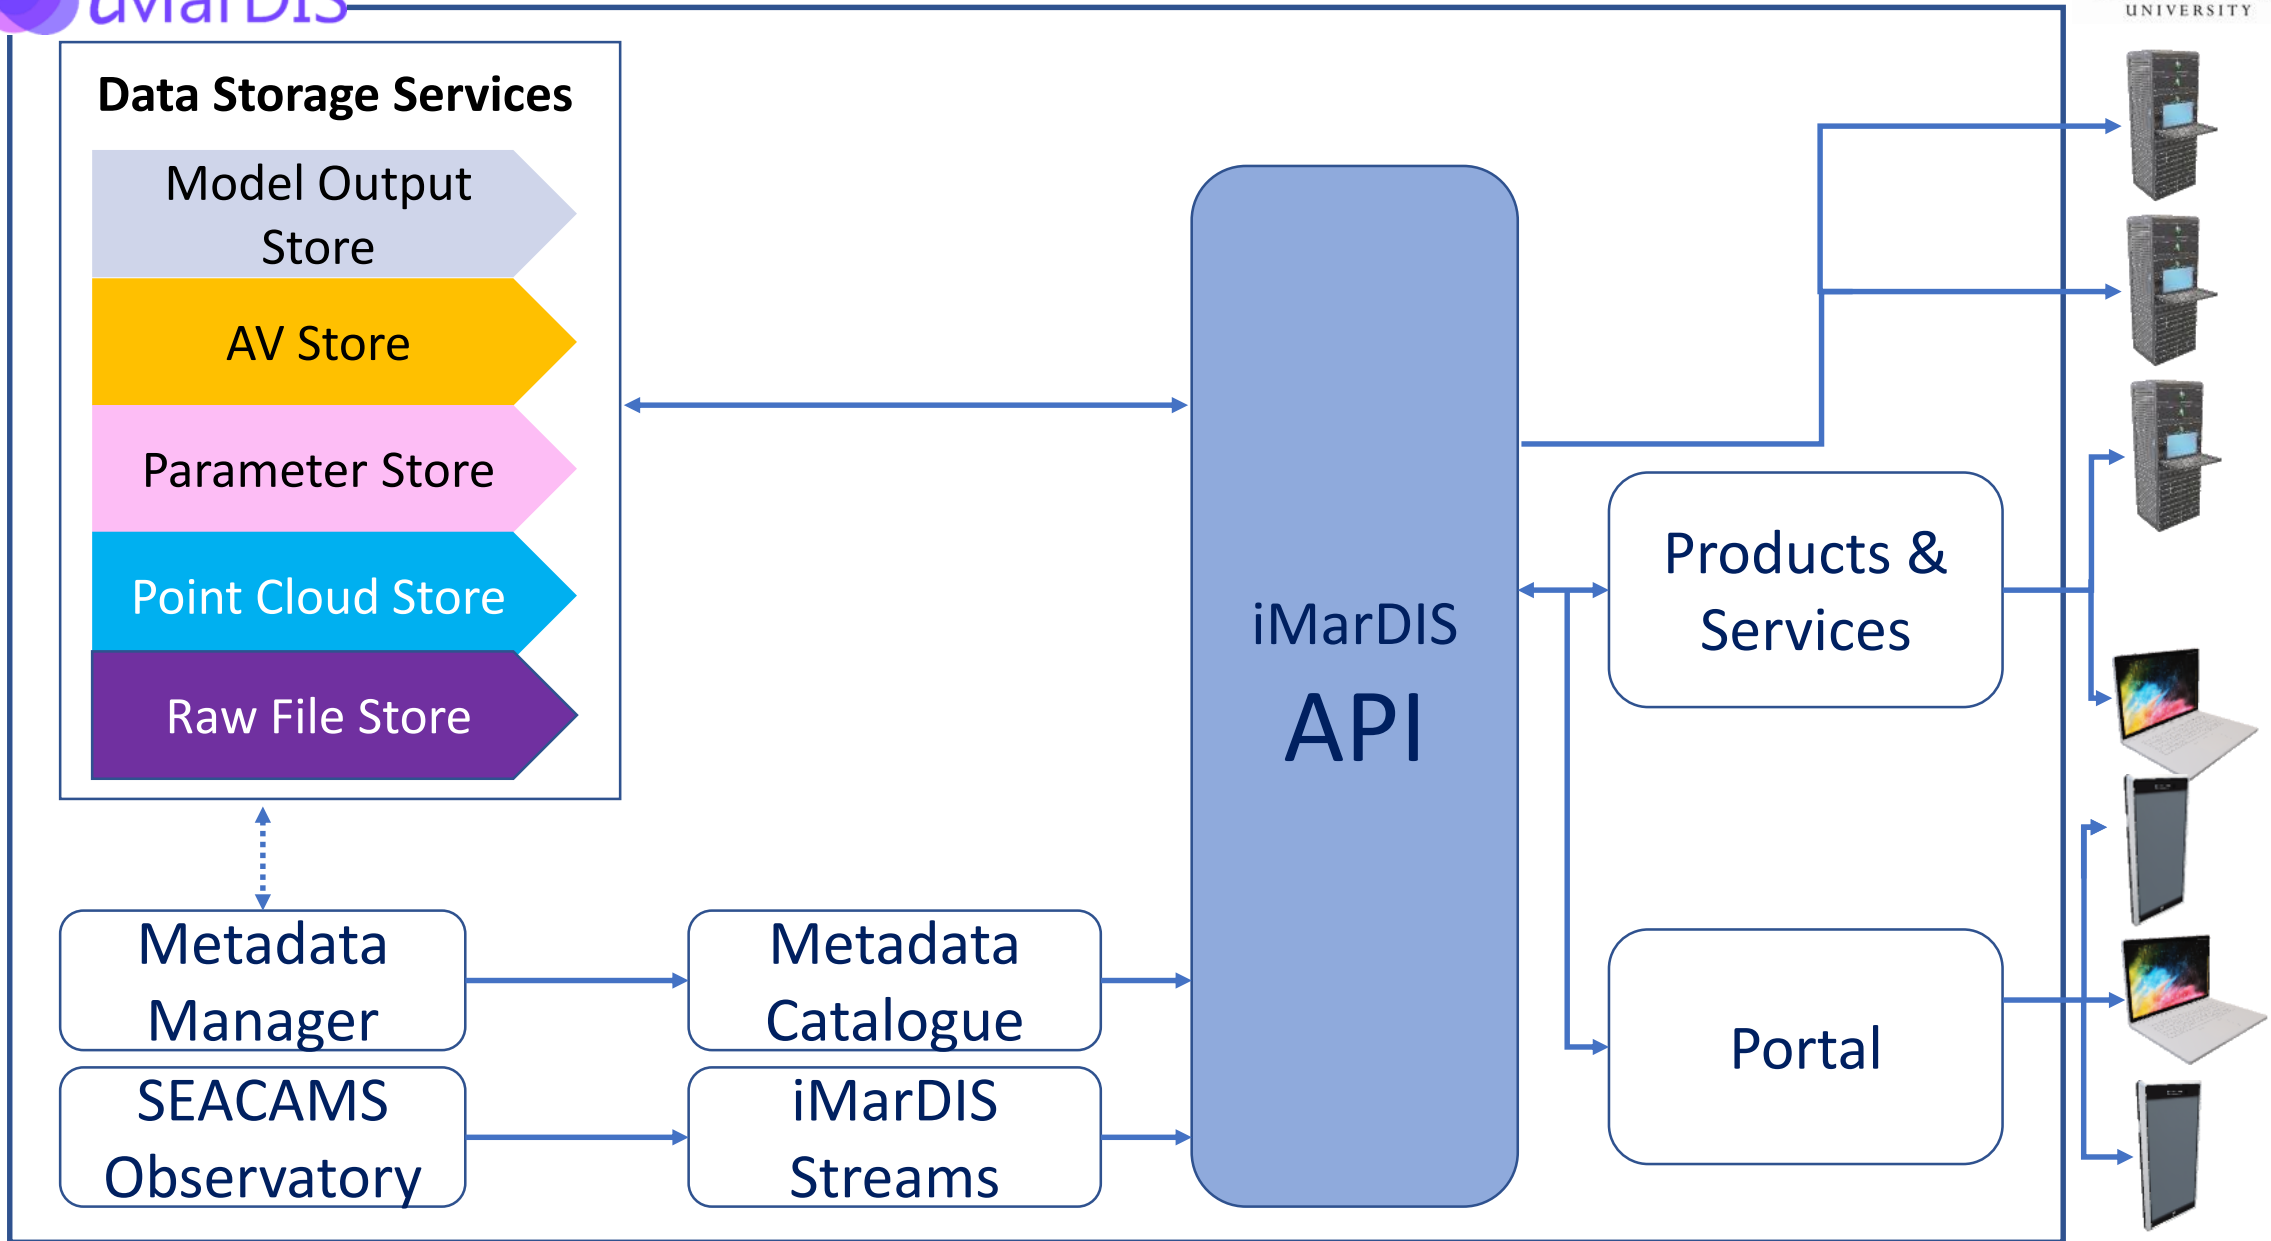 iMarDIS
UNIVERSITY
Data Storage Services
Model Output
Store
AV Store
Parameter Store
Point Cloud Store
Raw File Store
Metadata
Manager
SEACAMS
Observatory
Metadata
Catalogue
iMarDIS
Streams
iMarDIS
API
Products &
Services
Portal